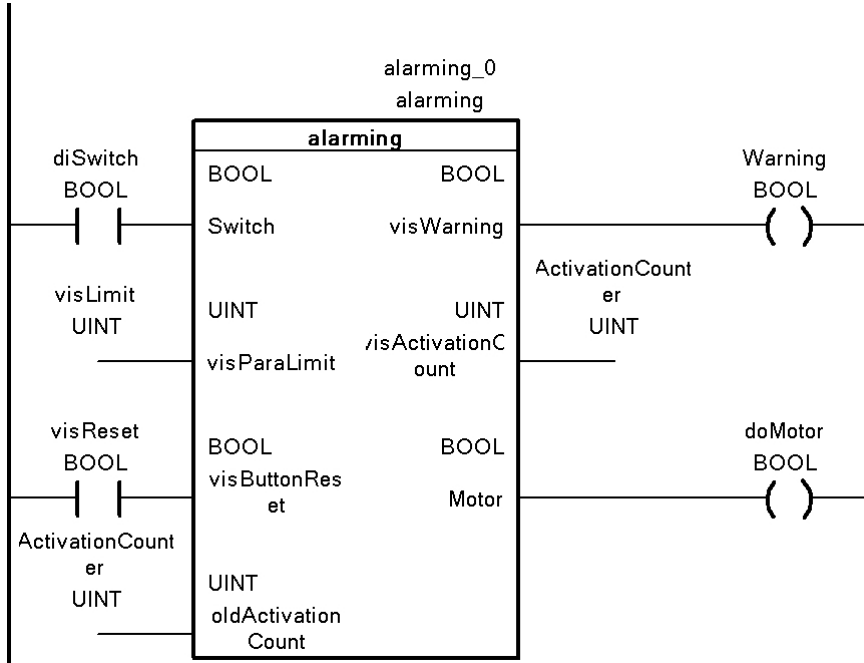 alarming_0
alarming
alarming
diSwitch
BOOL
BOOL
BOOL
Warning
BOOL
Switch
visWarning
visLimit
UINT
UINT
UINT
ActivationCount
er
UINT
visParaLimit
visActivationC
ount
visReset
BOOL
BOOL
BOOL
doMotor
BOOL
visButtonRes
et
Motor
ActivationCount
er
UINT
UINT
oldActivation
Count